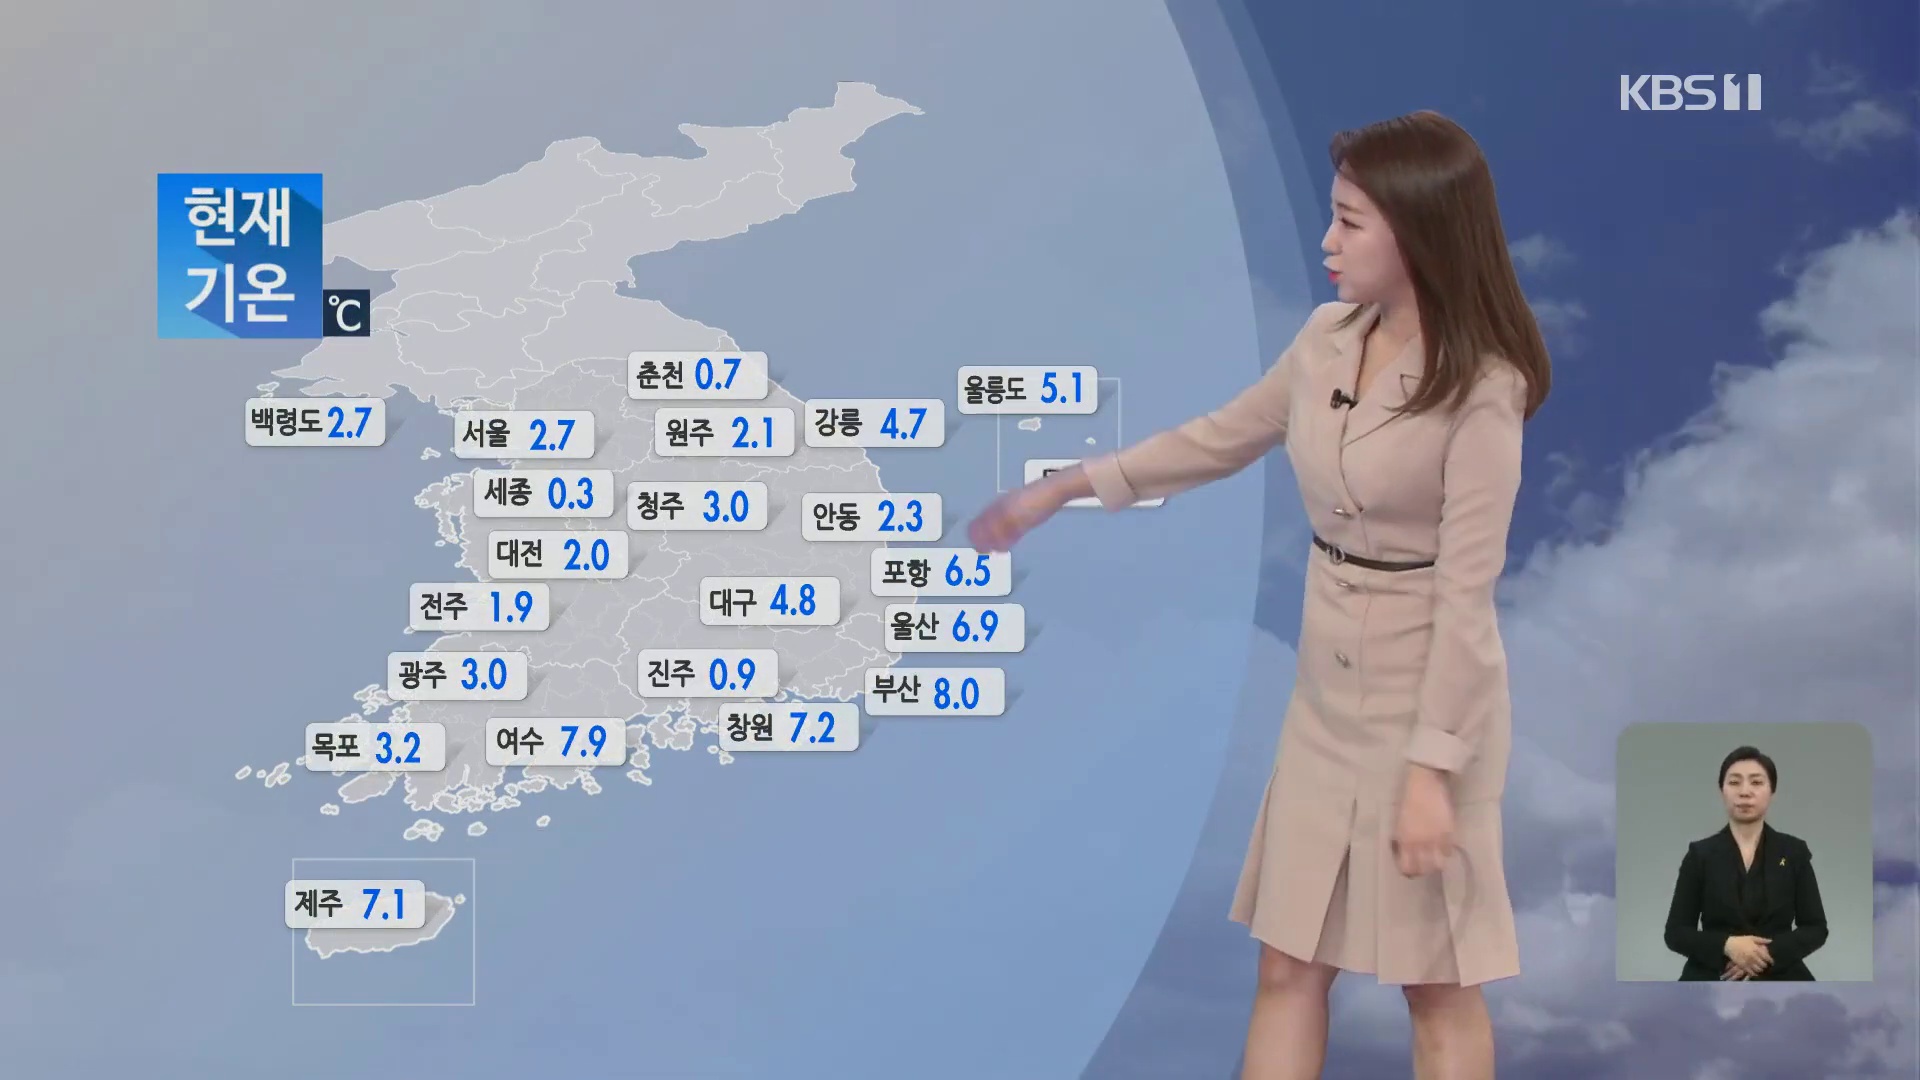 KBS 1
현재
기온
℃
춘천 0.7
울릉도 5.1
백령도 2.7
서울 2.7
원주 2.1
강릉 4.7
세종 0.3
청주 3.0
안동 2.3
대전 2.0
포항 6.5
전주 1.9
대구 4.8
울산 6.9
광주 3.0
진주 0.9
부산 8.0
목포 3.2
여수 7.9
창원 7.2
제주 7.1